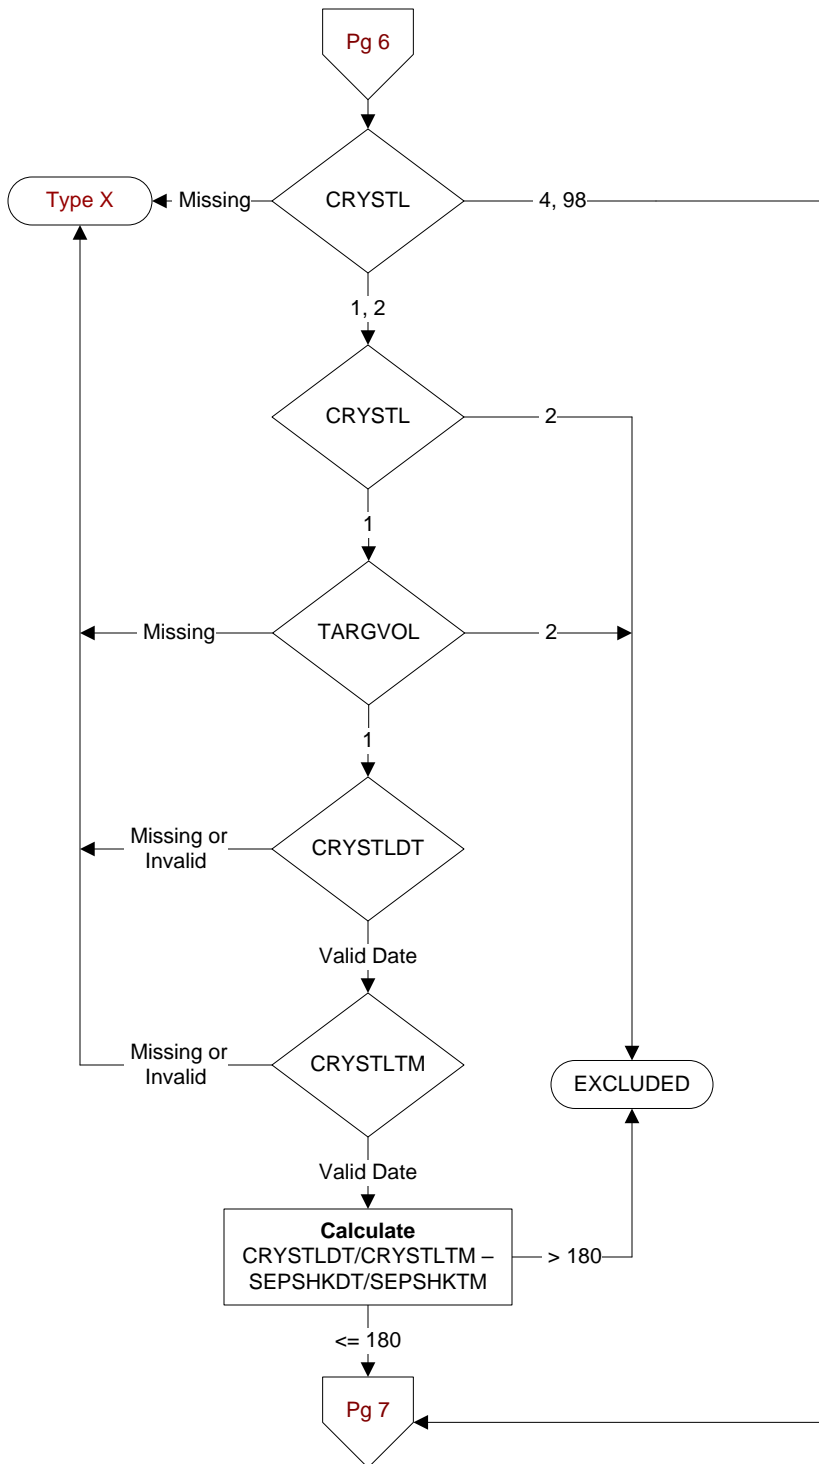 Pg 6
Type X
Missing
CRYSTL
4, 98
1, 2
CRYSTL
2
1
Missing
TARGVOL
2
1
Missing or
Invalid
CRYSTLDT
Valid Date
Missing or
Invalid
CRYSTLTM
EXCLUDED
Valid Date
Calculate
CRYSTLDT/CRYSTLTM –
SEPSHKDT/SEPSHKTM
> 180
<= 180
Pg 7